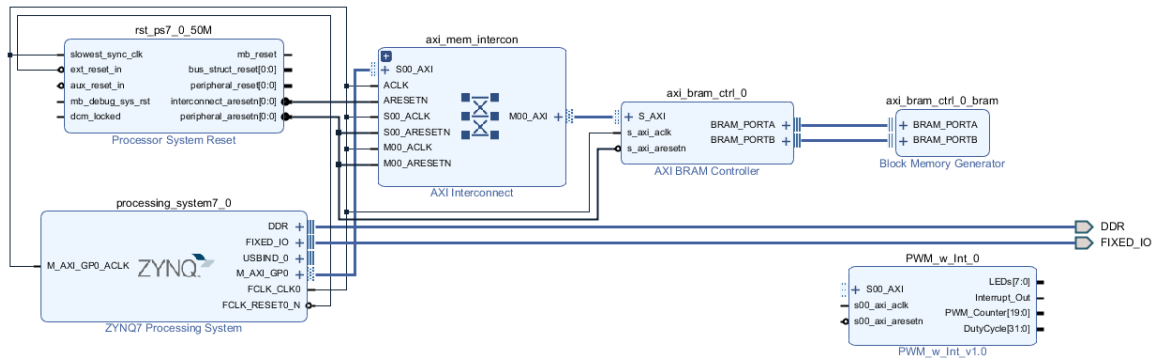 rst_ps7_0_50M
slowest_sync_clk
ext_reset_in
aux_reset_in
mb_debug_sys_rst
dcm_locked
mb_reset
bus_struct_reset[0:0]
peripheral_reset[0:0]
interconnect_aresetn[0:0]
peripheral_aresetn[0:0]
Processor System Reset
axi_mem_intercon
S00_AXI
ACLK
ARESETN
S00_ACLK
S00_ARESETN
M00_ACLK
M00_ARESETN
M00_AXI
AXI Interconnect
axi_bram_ctrl_0
S_AXI
s_axi_aclk
s_axi_aresetn
BRAM_PORTA
BRAM_PORTB
AXI BRAM Controller
axi_bram_ctrl_0_bram
BRAM_PORTA
BRAM_PORTB
Block Memory Generator
processing_system7_0
M_AXI_GP0_ACLK
ZYNQ
DDR
FIXED_IO
USBIND_0
M_AXI_GP0
FCLK_CLK0
FCLK_RESET0_N
ZYNQ7 Processing System
DDR
FIXED_IO
PWM_w_Int_0
S00_AXI
s00_axi_aclk
s00_axi_aresetn
LEDs[7:0]
Interrupt_Out
PWM_Counter[19:0]
DutyCycle[31:0]
PWM_w_Int_v1.0